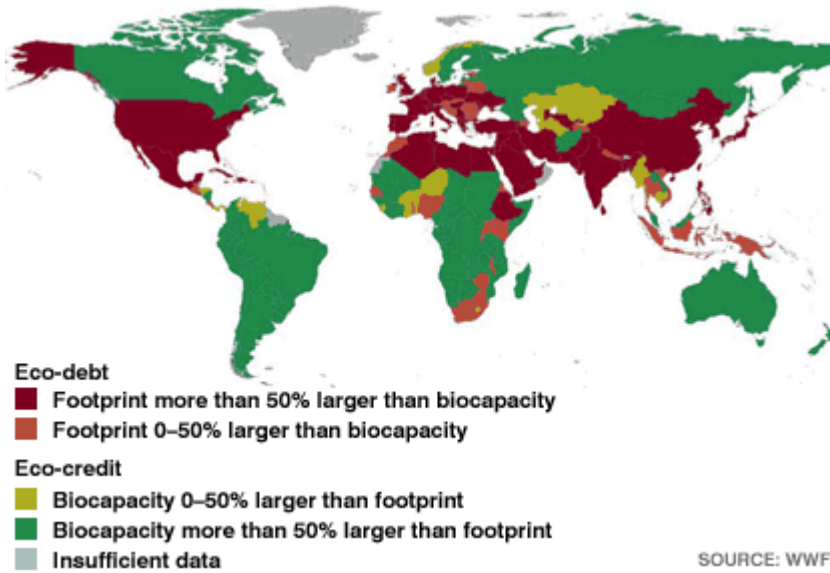 Eco-debt
Footprint more than 50% larger than biocapacity
Footprint 0–50% larger than biocapacity
Eco-credit
Biocapacity 0–50% larger than footprint
Biocapacity more than 50% larger than footprint
Insufficient data
SOURCE: WWF